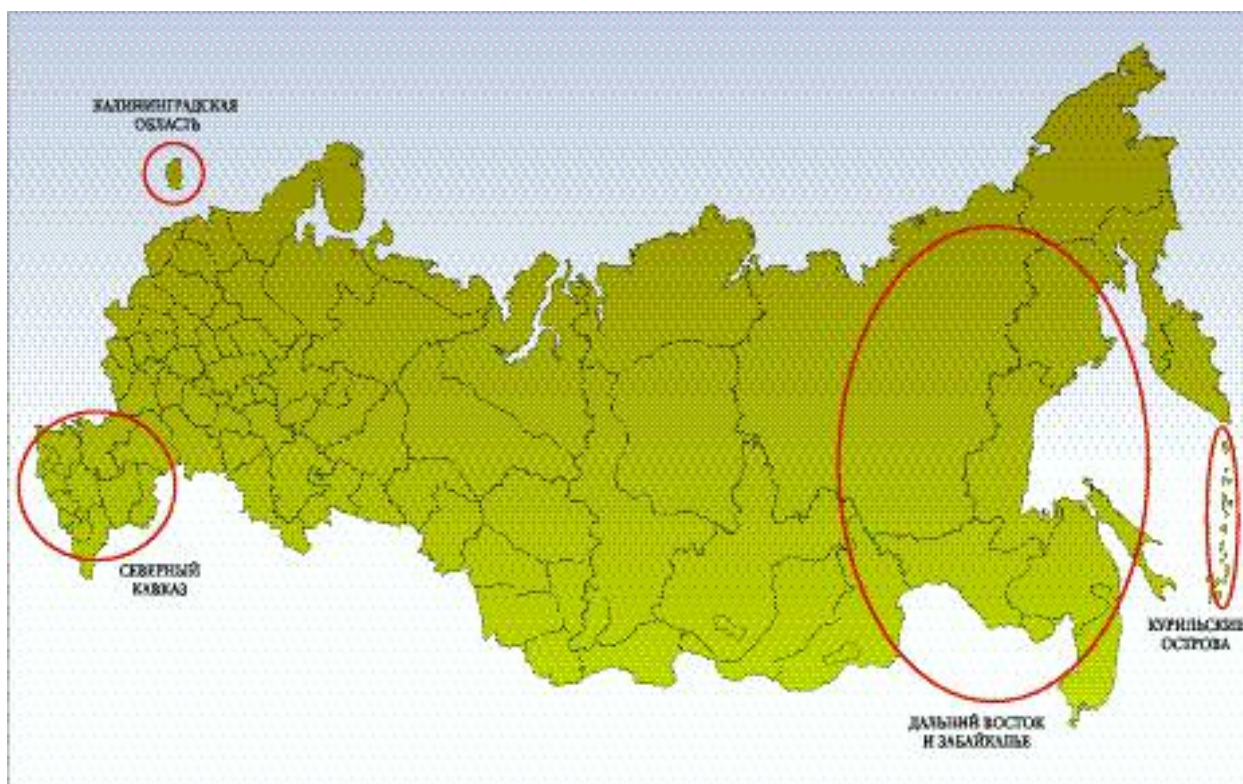 КАЛИНИНГРАДСКАЯ
ОБЛАСТЬ
СЕВЕРНЫЙ
КАВКАЗ
КУРИЛЬСКИЕ
ОСТРОВА
ДАЛЬНИЙ ВОСТОК
И ЗАБАЙКАЛЬЕ